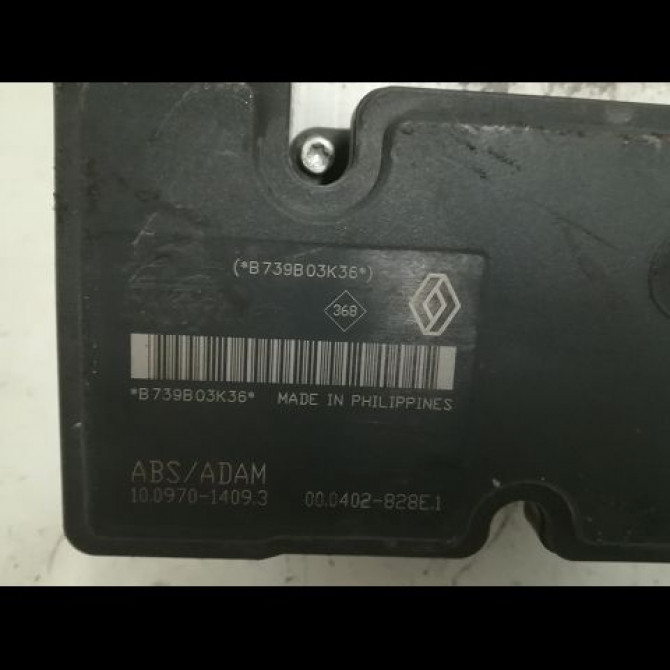 (*B739B03K36*)
368
*B739B03K36* MADE IN PHILIPPINES
ABS/ADAM
10.0970-1409.3 00.0402-828E.1